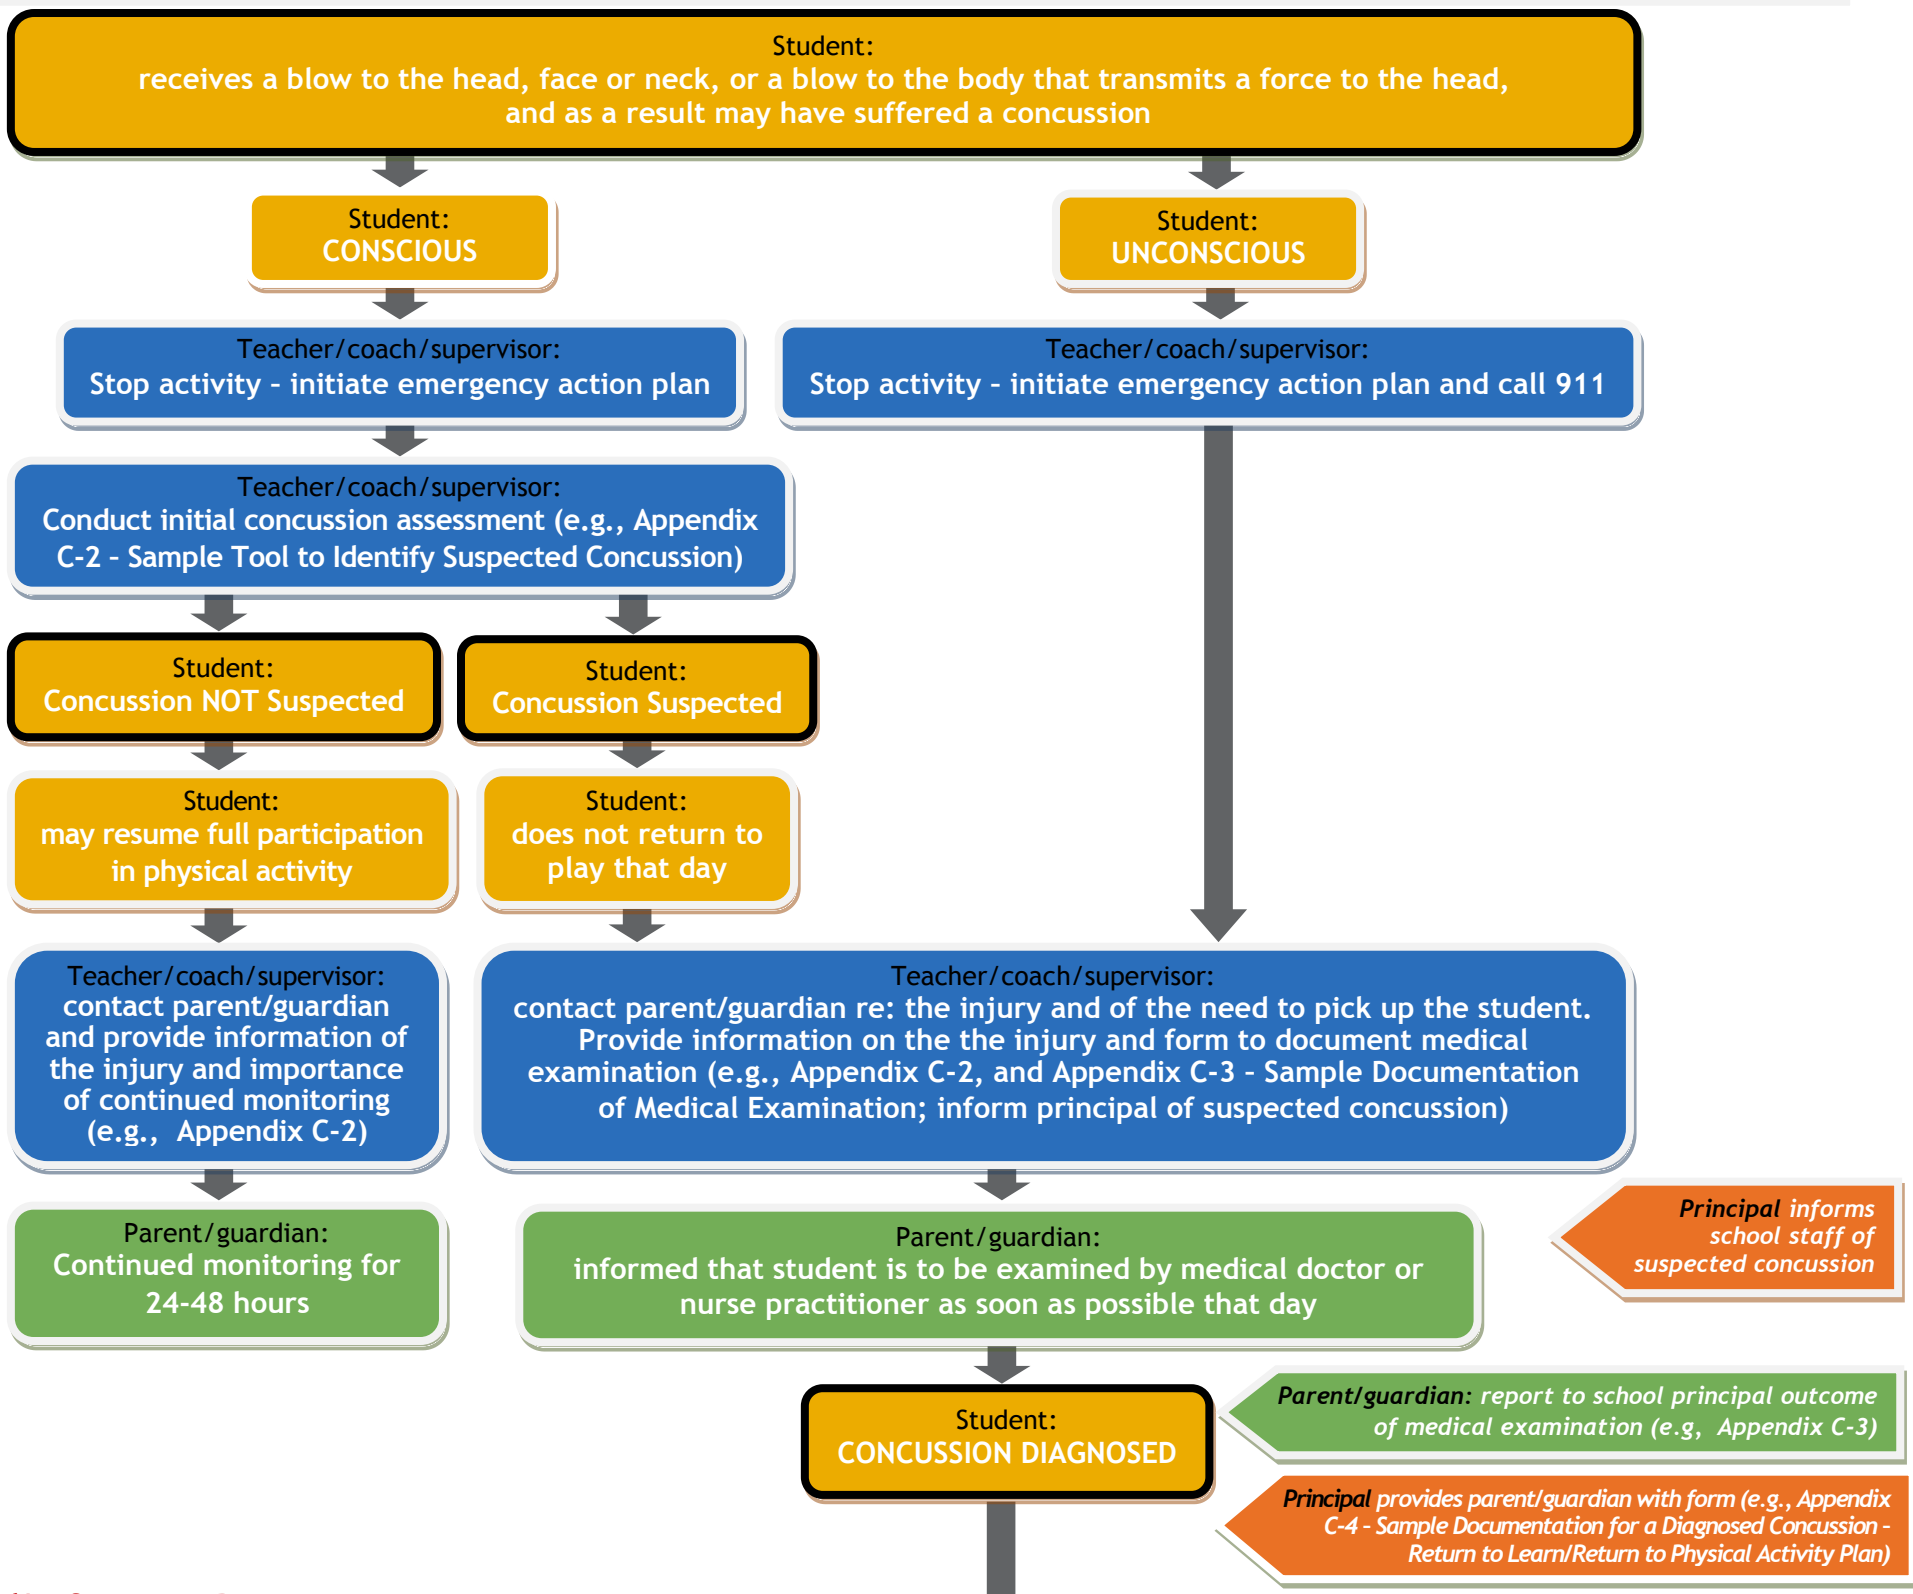 Student:
receives a blow to the head, face or neck, or a blow to the body that transmits a force to the head,
and as a result may have suffered a concussion
Student:
CONSCIOUS
Student:
UNCONSCIOUS
Teacher/coach/supervisor:
Stop activity – initiate emergency action plan
Teacher/coach/supervisor:
Stop activity – initiate emergency action plan and call 911
Teacher/coach/supervisor:
Conduct initial concussion assessment (e.g., Appendix
C-2 – Sample Tool to Identify Suspected Concussion)
Student:
Concussion NOT Suspected
Student:
Concussion Suspected
Student:
may resume full participation
in physical activity
Student:
does not return to
play that day
Teacher/coach/supervisor:
contact parent/guardian
and provide information of
the injury and importance
of continued monitoring
(e.g., Appendix C-2)
Teacher/coach/supervisor:
contact parent/guardian re: the injury and of the need to pick up the student.
Provide information on the the injury and form to document medical
examination (e.g., Appendix C-2, and Appendix C-3 – Sample Documentation
of Medical Examination; inform principal of suspected concussion)
Parent/guardian:
Continued monitoring for
24-48 hours
Parent/guardian:
informed that student is to be examined by medical doctor or
nurse practitioner as soon as possible that day
Principal informs
school staff of
suspected concussion
Student:
CONCUSSION DIAGNOSED
Parent/guardian: report to school principal outcome
of medical examination (e.g, Appendix C-3)
Principal provides parent/guardian with form (e.g., Appendix
C-4 – Sample Documentation for a Diagnosed Concussion –
Return to Learn/Return to Physical Activity Plan)